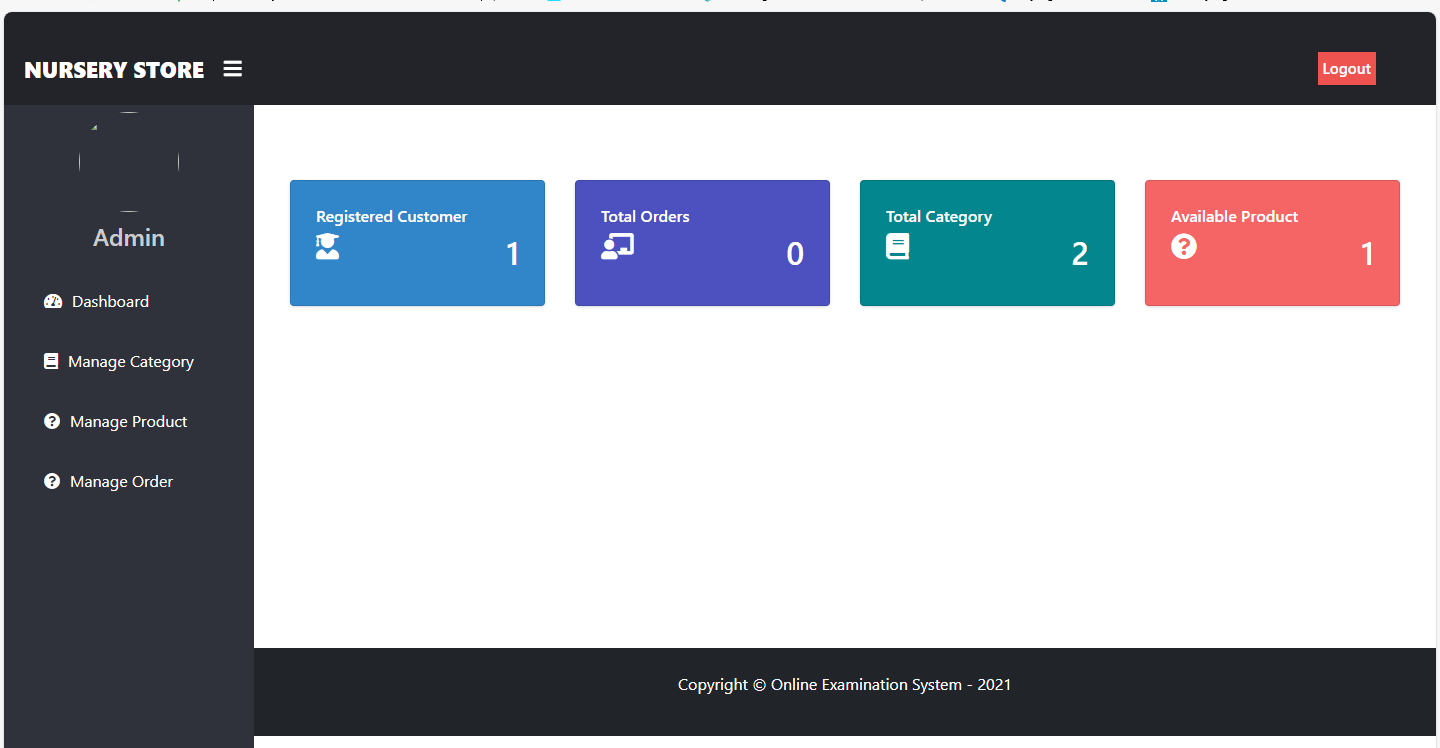 NURSERY STORE
Logout
Admin
Dashboard
Manage Category
Manage Product
Manage Order
Registered Customer
1
Total Orders
0
Total Category
2
Available Product
1
Copyright © Online Examination System - 2021